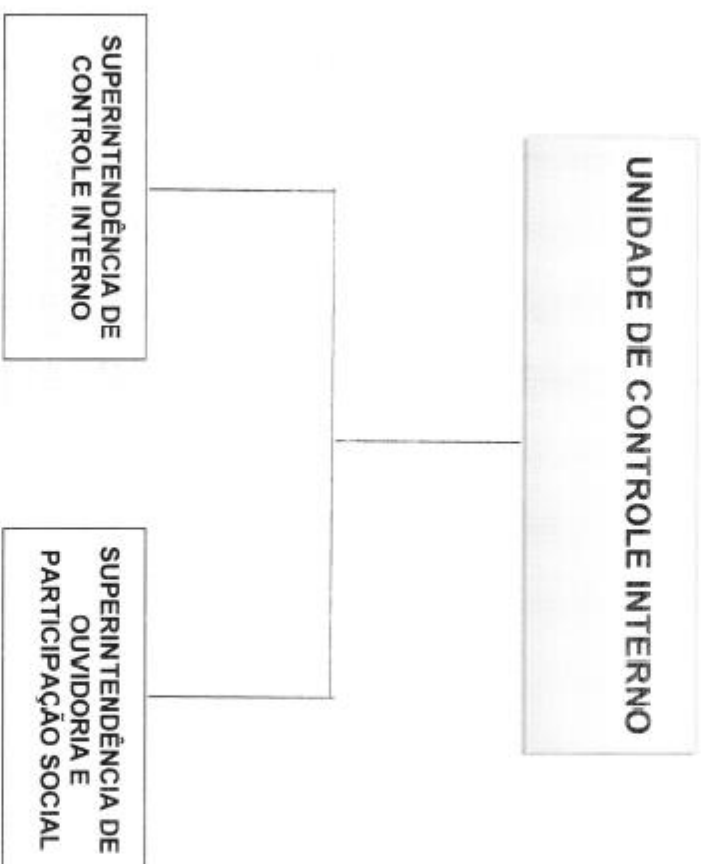 UNIDADE DE CONTROLE INTERNO
SUPERINTENDÊNCIA DE
CONTROLE INTERNO
SUPERINTENDÊNCIA DE
OUVIDORIA E
PARTICIPAÇÃO SOCIAL